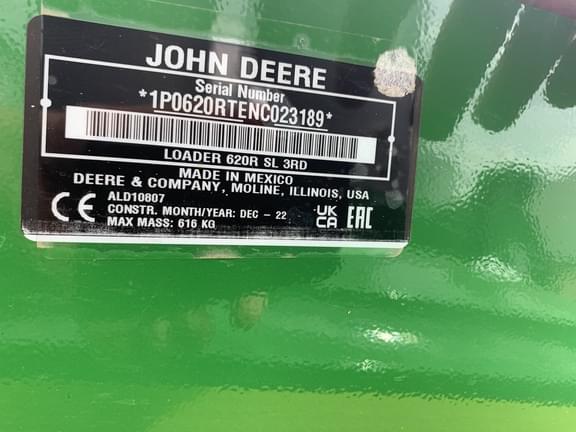 JOHN DEERE
Serial Number
*1P0620RTENC023189*
LOADER 620R SL 3RD
MADE IN MEXICO
DEERE & COMPANY, MOLINE, ILLINOIS, USA
ALD10807
CONSTR. MONTH/YEAR: DEC - 22
MAX MASS: 616 KG
CE
UK
CA
EAC